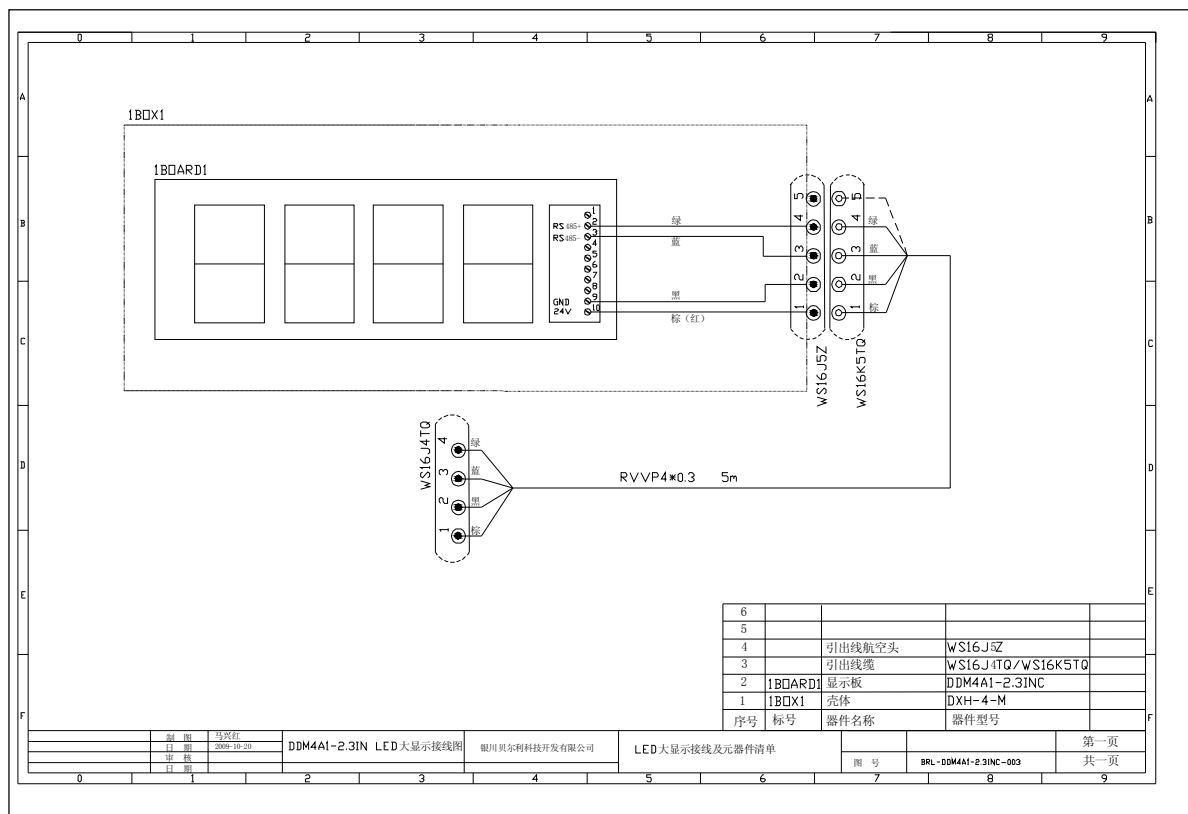 0 1 2 3 4 5 6 7 8 9
A A
1BOX1
1BOARD1
B B
1
2
3
4
5
6
7
8
9
10
RS485+
RS485-
GND
24V
绿
蓝
黑
棕（红）
5
4
3
2
1
WS16J5Z
5
4
3
2
1
WS16K5TQ
绿
蓝
黑
棕
C C
WS16J4TQ
4
3
2
1
绿
蓝
黑
棕
D D
RVVP4*0.3 5m
E E
6
5
4 引出线航空头 WS16J5Z
3 引出线缆 WS16J4TQ/WS16K5TQ
2 1BOARD1 显示板 DDM4A1-2.3INC
1 1BOX1 壳体 DXH-4-M
序号 标号 器件名称 器件型号
F F
制 图 马兴红
日 期 2009-10-20
审 核
日 期
DDM4A1-2.3IN LED大显示接线图
银川贝尔利科技开发有限公司
LED大显示接线及元器件清单
图 号 BRL-DDM4A1-2.3INC-003
第一页
共一页
0 1 2 3 4 5 6 7 8 9